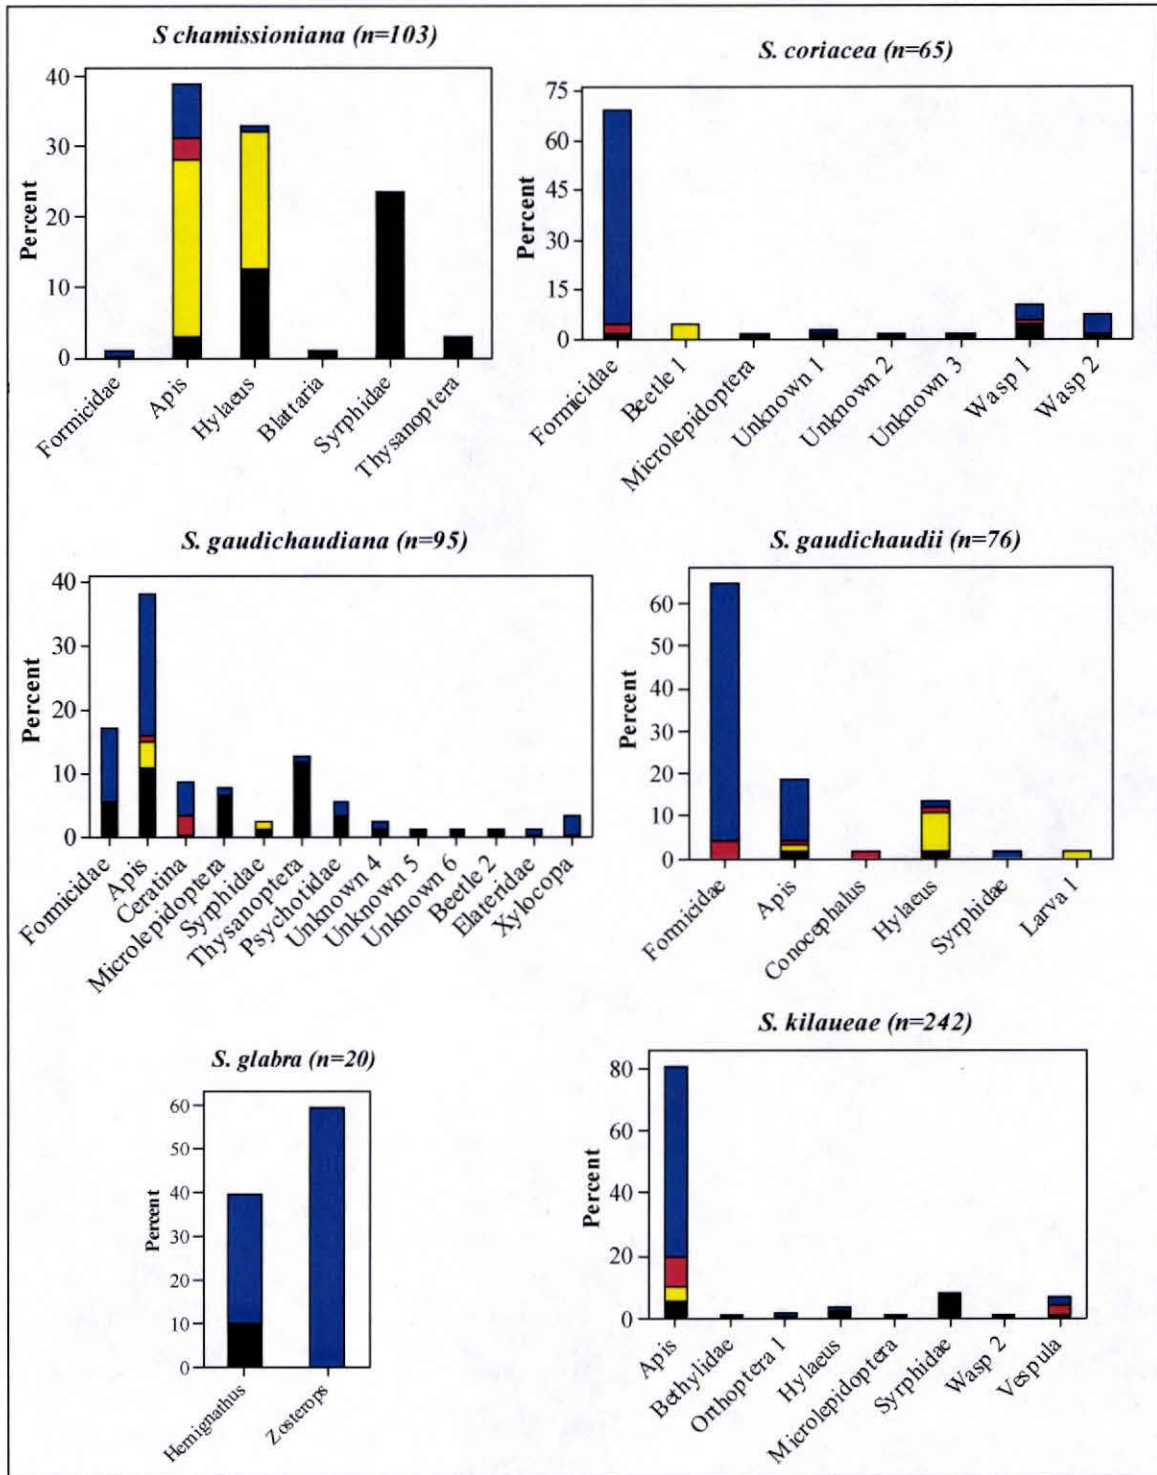 S chamissoniana (n=103)
40
30
20
10
0
Percent
Formicidae
Apis
Hylaeus
Blattaria
Syrphidae
Thysanoptera
S. coriacea (n=65)
75
60
45
30
15
0
Percent
Formicidae
Beetle 1
Microlepidoptera
Unknown 1
Unknown 2
Unknown 3
Wasp 1
Wasp 2
S. gaudichaudiana (n=95)
40
30
20
10
0
Percent
Formicidae
Apis
Ceratina
Microlepidoptera
Syrphidae
Thysanoptera
Psychotidae
Unknown 4
Unknown 5
Unknown 6
Beetle 2
Elateridae
Xylocopa
S. gaudichaudii (n=76)
60
50
40
30
20
10
0
Percent
Formicidae
Apis
Conocephalus
Hylaeus
Syrphidae
Larva 1
S. glabra (n=20)
60
50
40
30
20
10
0
Percent
Hemignathus
Zosterops
S. kilaueae (n=242)
80
60
40
20
0
Percent
Apis
Bethylidae
Orthoptera 1
Hylaeus
Microlepidoptera
Syrphidae
Wasp 2
Vespula